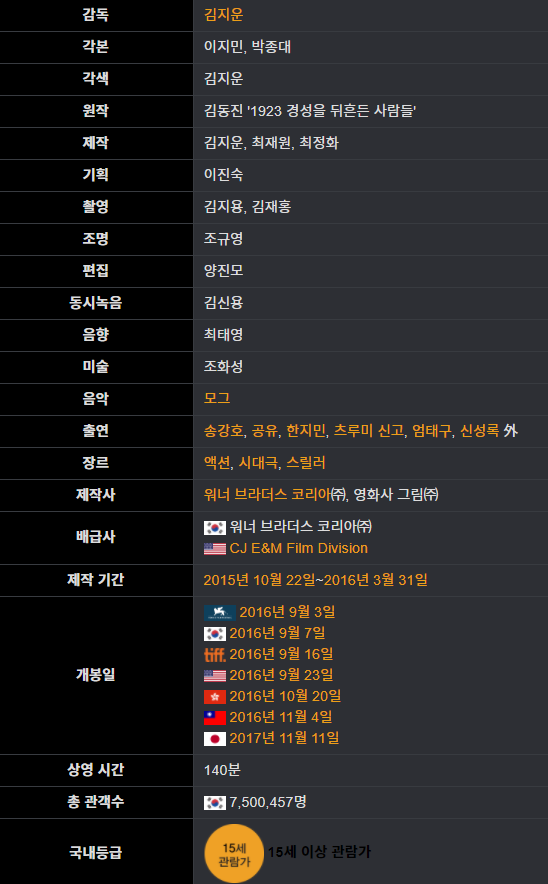 감독 김지운
각본 이지민, 박종대
각색 김지운
원작 김동진 '1923 경성을 뒤흔든 사람들'
제작 김지운, 최재원, 최정화
기획 이진숙
촬영 김지용, 김재홍
조명 조규영
편집 양진모
동시녹음 김신용
음향 최태영
미술 조화성
음악 모그
출연 송강호, 공유, 한지민, 츠루미 신고, 엄태구, 신성록 外
장르 액션, 시대극, 스릴러
제작사 워너 브라더스 코리아㈜, 영화사 그림㈜
배급사 워너 브라더스 코리아㈜
CJ E&M Film Division
제작 기간 2015년 10월 22일~2016년 3월 31일
개봉일
2016년 9월 3일
2016년 9월 7일
tiff. 2016년 9월 16일
2016년 9월 23일
2016년 10월 20일
2016년 11월 4일
2017년 11월 11일
상영 시간 140분
총 관객수 7,500,457명
국내등급 15세 관람가 15세 이상 관람가